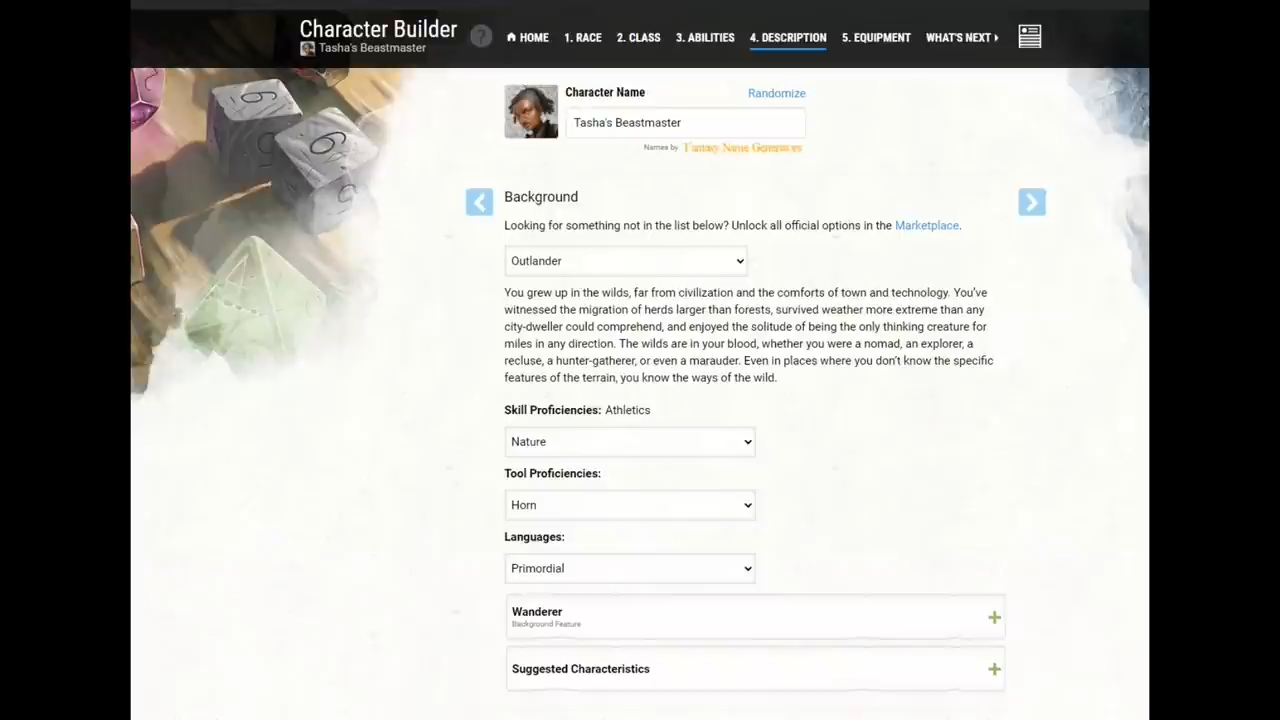 Character Builder
Tasha's Beastmaster
?
HOME
1. RACE
2. CLASS
3. ABILITIES
4. DESCRIPTION
5. EQUIPMENT
WHAT'S NEXT
Character Name
Randomize
Tasha's Beastmaster
Names by
Background
Looking for something not in the list below? Unlock all official options in the Marketplace.
Outlander
You grew up in the wilds, far from civilization and the comforts of town and technology. You've
witnessed the migration of herds larger than forests, survived weather more extreme than any
city-dweller could comprehend, and enjoyed the solitude of being the only thinking creature for
miles in any direction. The wilds are in your blood, whether you were a nomad, an explorer, a
recluse, a hunter-gatherer, or even a marauder. Even in places where you don't know the specific
features of the terrain, you know the ways of the wild.
Skill Proficiencies: Athletics
Nature
Tool Proficiencies:
Horn
Languages:
Primordial
Wanderer
Background Feature
Suggested Characteristics